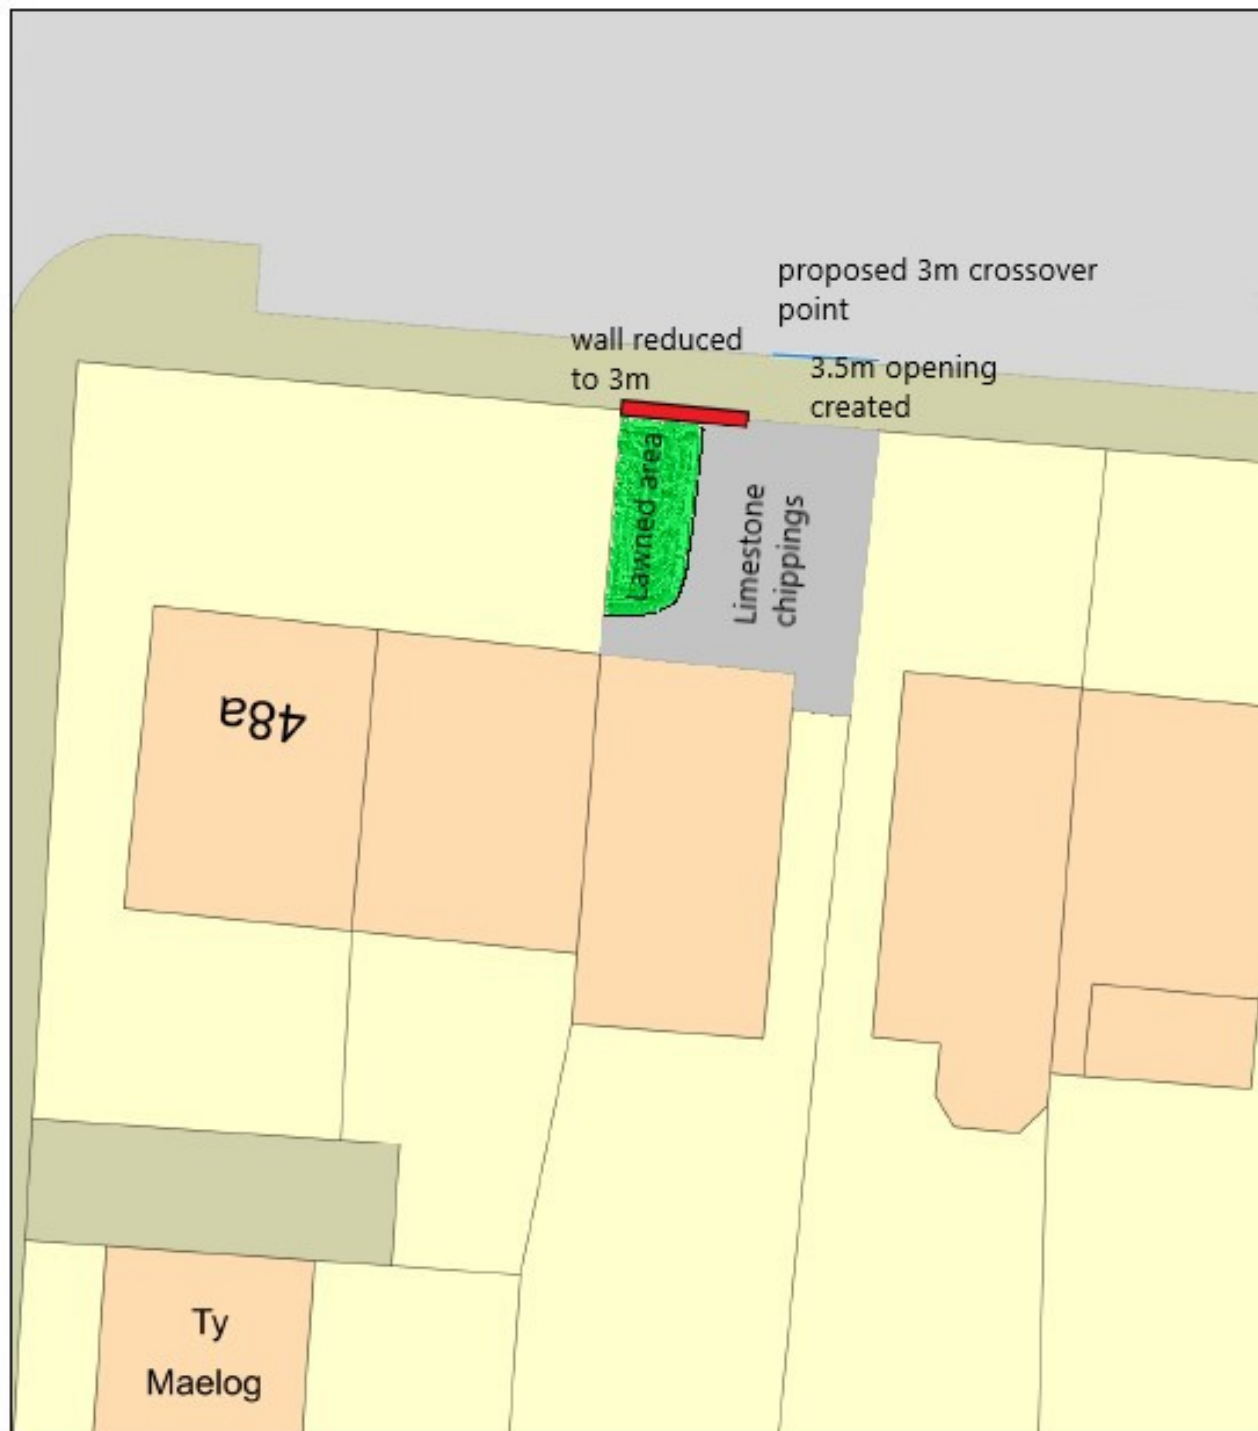 proposed 3m crossover
point
wall reduced
to 3m
3.5m opening
created
Lawned area
Limestone
chippings
48a
Ty
Maelog